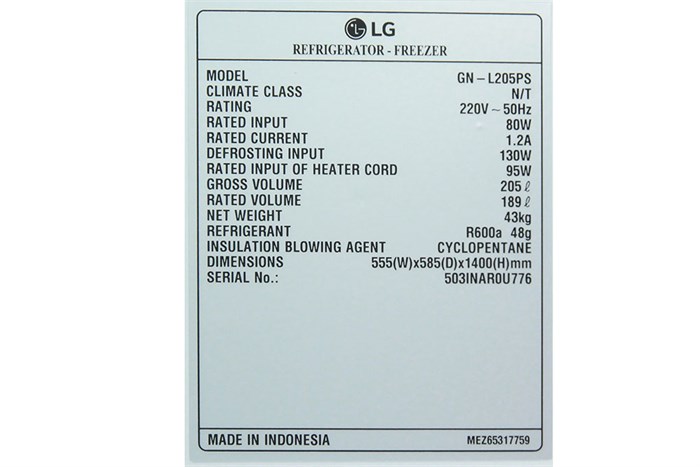 LG
REFRIGERATOR - FREEZER
MODEL GN - L205PS
CLIMATE CLASS N/T
RATING 220V ~ 50Hz
RATED INPUT 80W
RATED CURRENT 1.2A
DEFROSTING INPUT 130W
RATED INPUT OF HEATER CORD 95W
GROSS VOLUME 205 ℓ
RATED VOLUME 189 ℓ
NET WEIGHT 43kg
REFRIGERANT R600a 48g
INSULATION BLOWING AGENT CYCLOPENTANE
DIMENSIONS 555(W)x585(D)x1400(H)mm
SERIAL No.: 503INAR0U776
MADE IN INDONESIA MEZ65317759